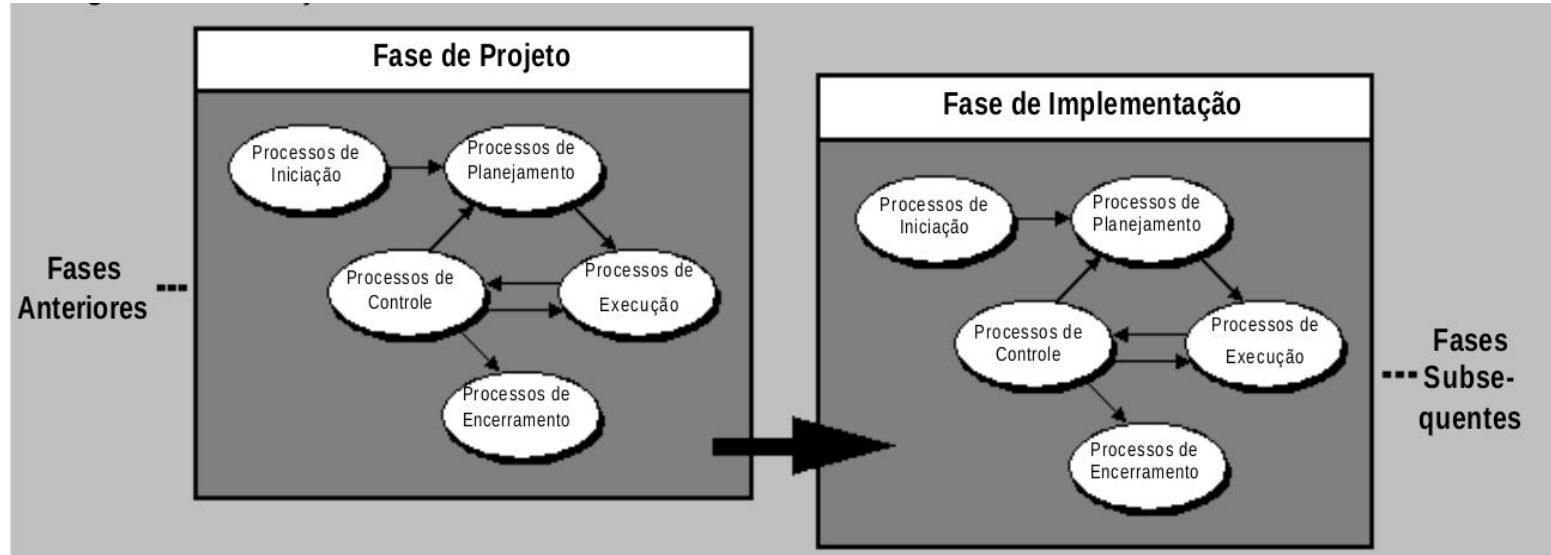 Fase de Projeto
Processos de
Iniciação
Processos de
Planejamento
Processos de
Controle
Processos de
Execução
Processos de
Encerramento
Fases
Anteriores
Fase de Implementação
Processos de
Iniciação
Processos de
Planejamento
Processos de
Controle
Processos de
Execução
Processos de
Encerramento
Fases
Subse-
quentes